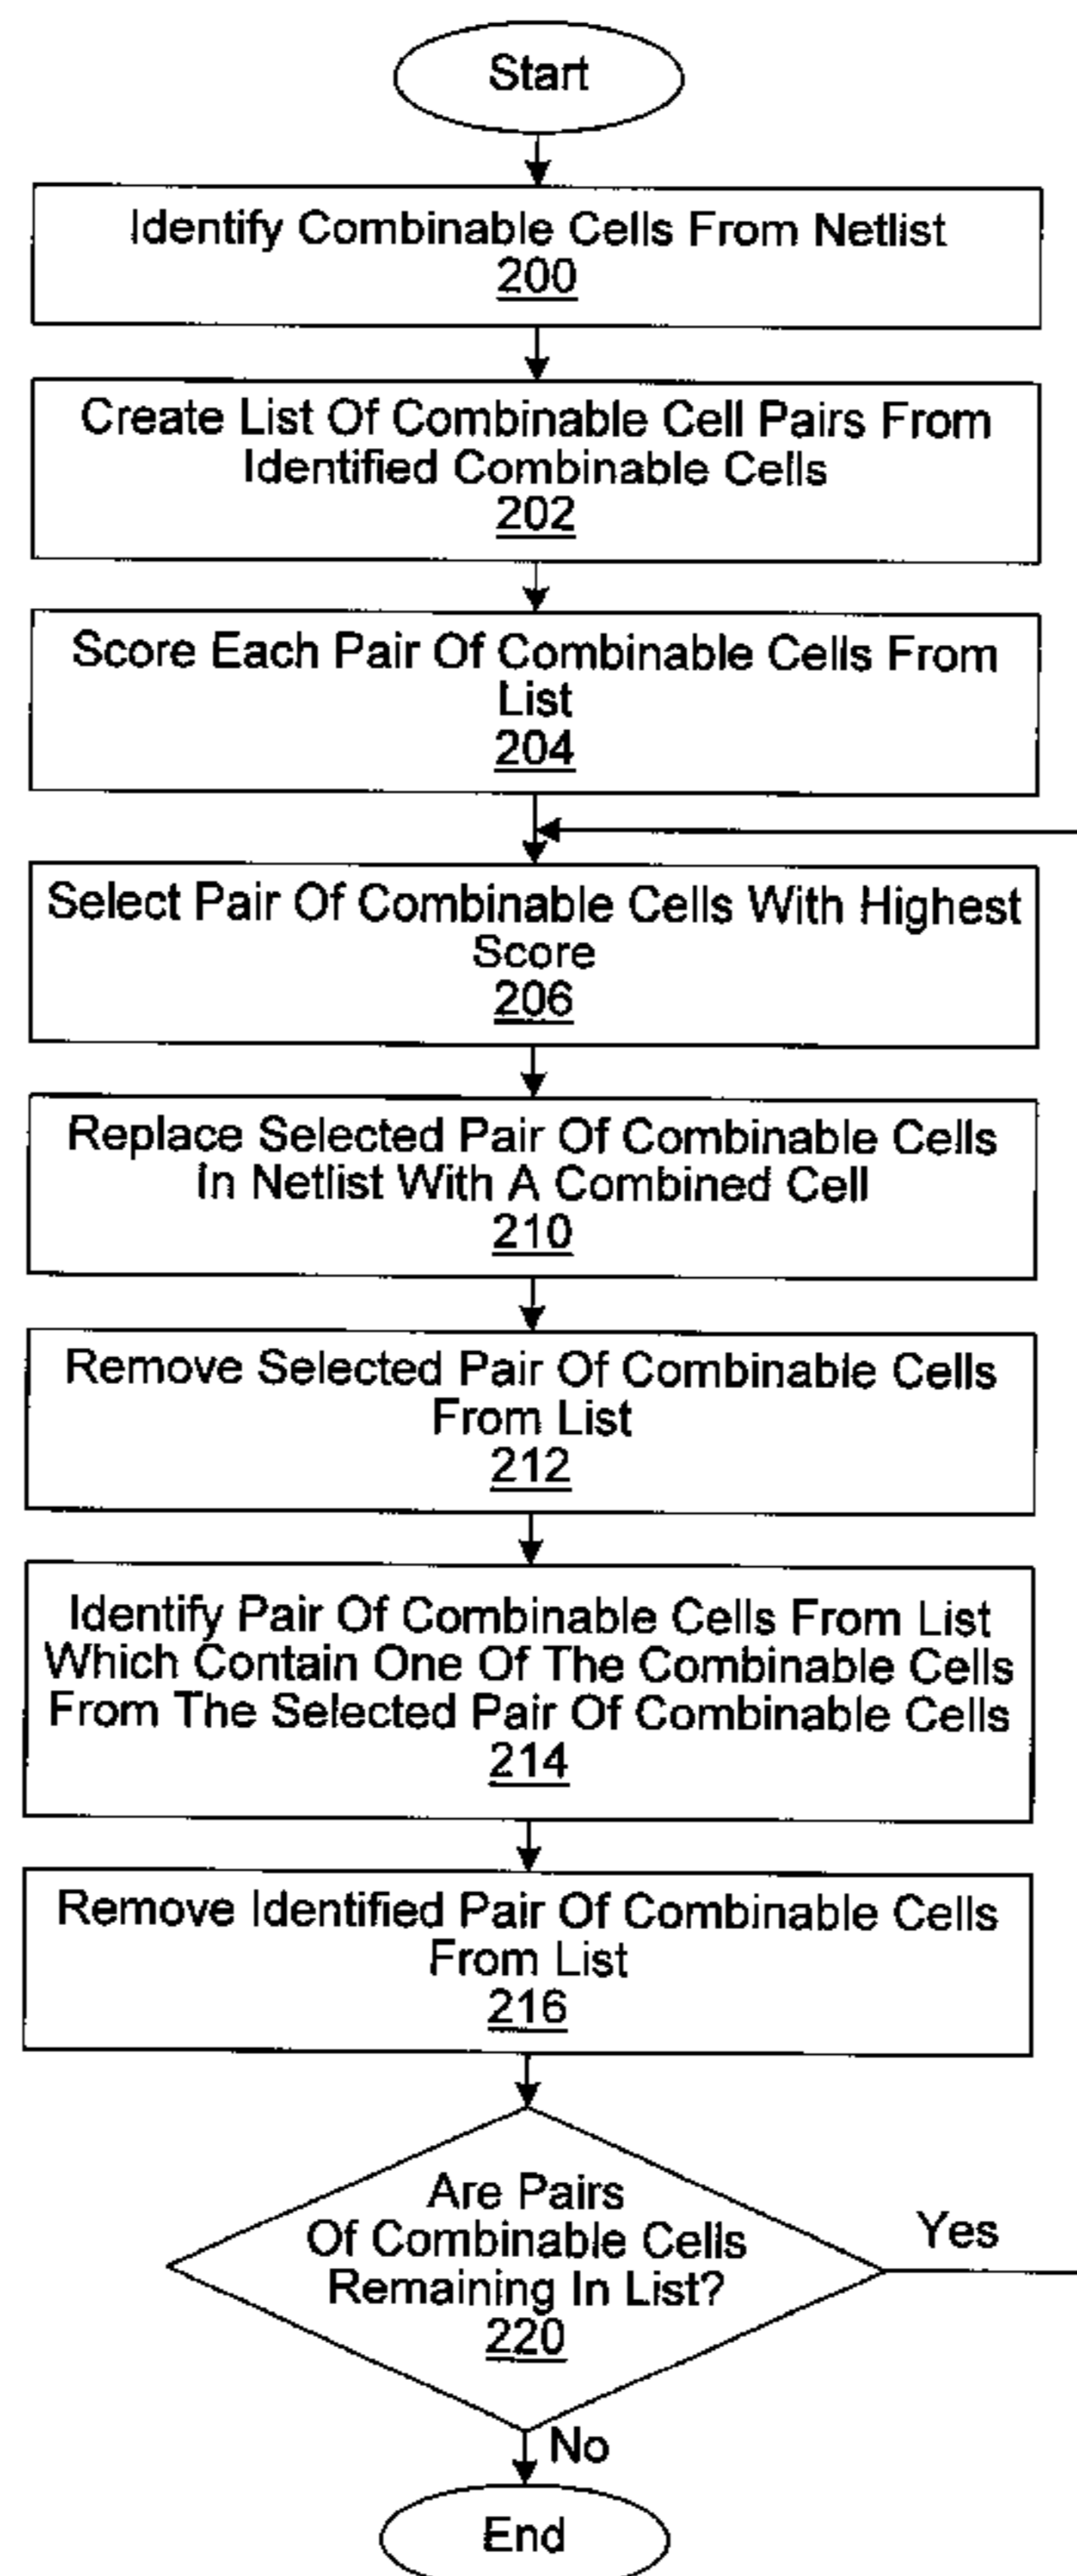 Start
Identify Combinable Cells From Netlist
200
Create List Of Combinable Cell Pairs From
Identified Combinable Cells
202
Score Each Pair Of Combinable Cells From
List
204
Select Pair Of Combinable Cells With Highest
Score
206
Replace Selected Pair Of Combinable Cells
In Netlist With A Combined Cell
210
Remove Selected Pair Of Combinable Cells
From List
212
Identify Pair Of Combinable Cells From List
Which Contain One Of The Combinable Cells
From The Selected Pair Of Combinable Cells
214
Remove Identified Pair Of Combinable Cells
From List
216
Are Pairs
Of Combinable Cells
Remaining In List?
220
Yes
No
End